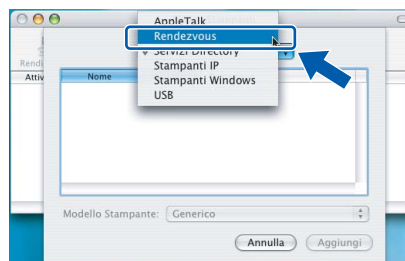 AppleTalk
Rendezvous
Servizi Directory
Stampanti IP
Stampanti Windows
USB
Rendi
Attiv
Nome
Modello Stampante: Generico
Annulla Aggiungi